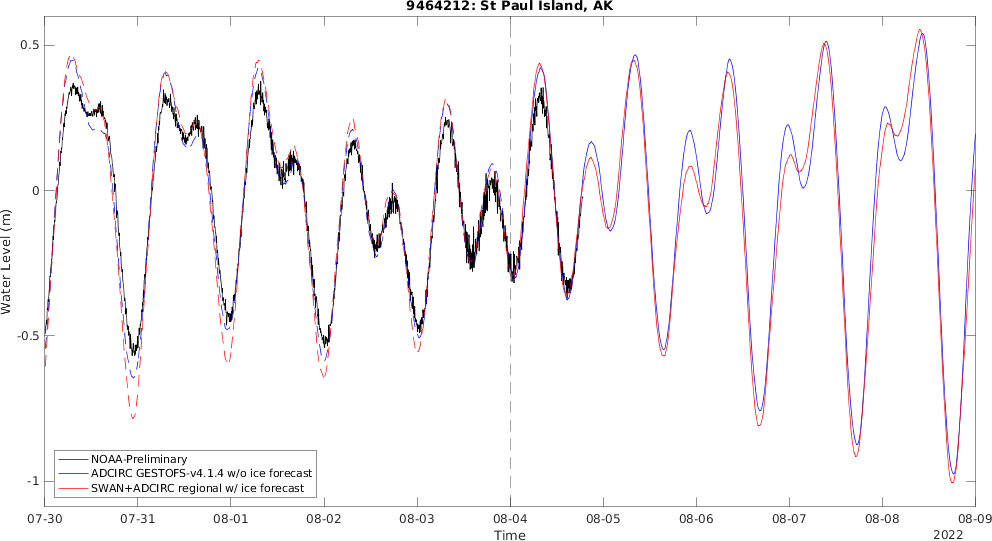 9464212: St Paul Island, AK
0.5
0
-0.5
-1
Water Level (m)
NOAA-Preliminary
ADCIRC GESTOFS-v4.1.4 w/o ice forecast
SWAN+ADCIRC regional w/ ice forecast
07-30 07-31 08-01 08-02 08-03 08-04 08-05 08-06 08-07 08-08 08-09
Time
2022